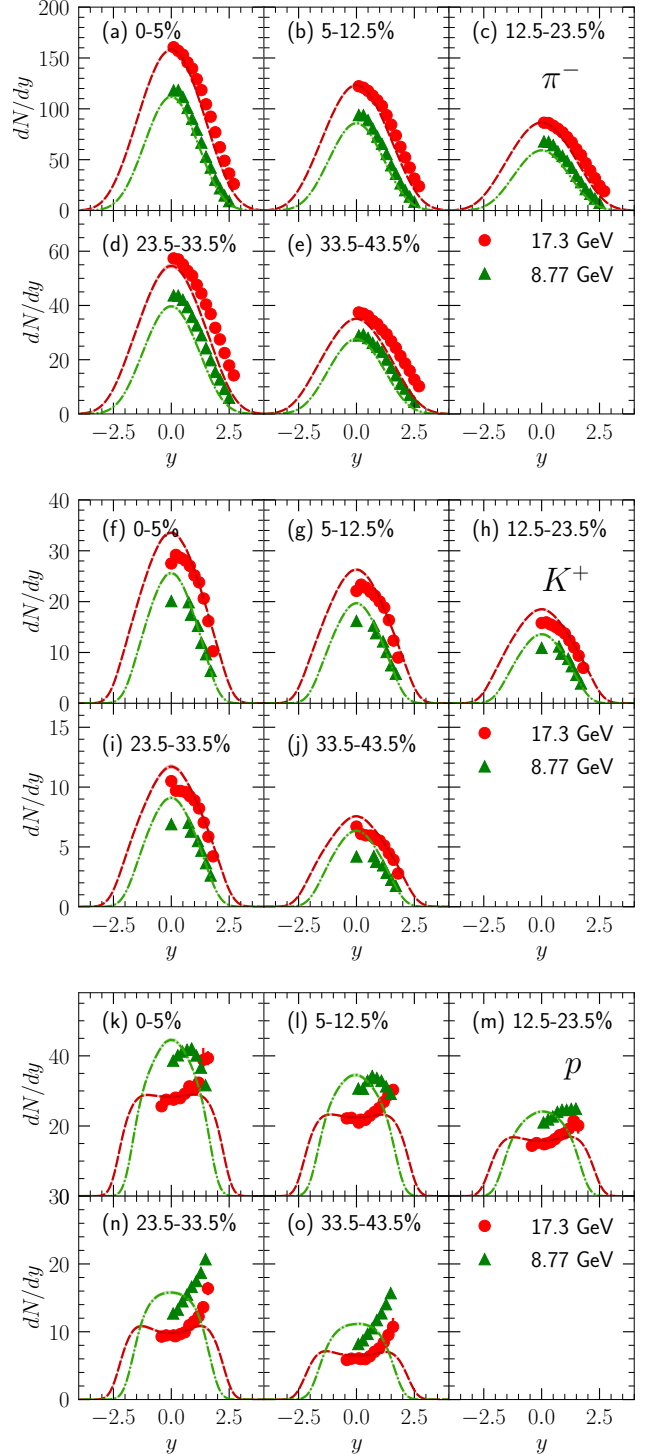 200
150
100
50
0
dN/dy
(a) 0-5%
(b) 5-12.5%
(c) 12.5-23.5%
π⁻
60
40
20
0
dN/dy
(d) 23.5-33.5%
(e) 33.5-43.5%
17.3 GeV
8.77 GeV
−2.5 0.0 2.5 −2.5 0.0 2.5 −2.5 0.0 2.5
y y y
40
30
20
10
0
dN/dy
(f) 0-5%
(g) 5-12.5%
(h) 12.5-23.5%
K⁺
15
10
5
0
dN/dy
(i) 23.5-33.5%
(j) 33.5-43.5%
17.3 GeV
8.77 GeV
−2.5 0.0 2.5 −2.5 0.0 2.5 −2.5 0.0 2.5
y y y
40
20
dN/dy
(k) 0-5%
(l) 5-12.5%
(m) 12.5-23.5%
p
30
20
10
0
dN/dy
(n) 23.5-33.5%
(o) 33.5-43.5%
17.3 GeV
8.77 GeV
−2.5 0.0 2.5 −2.5 0.0 2.5 −2.5 0.0 2.5
y y y